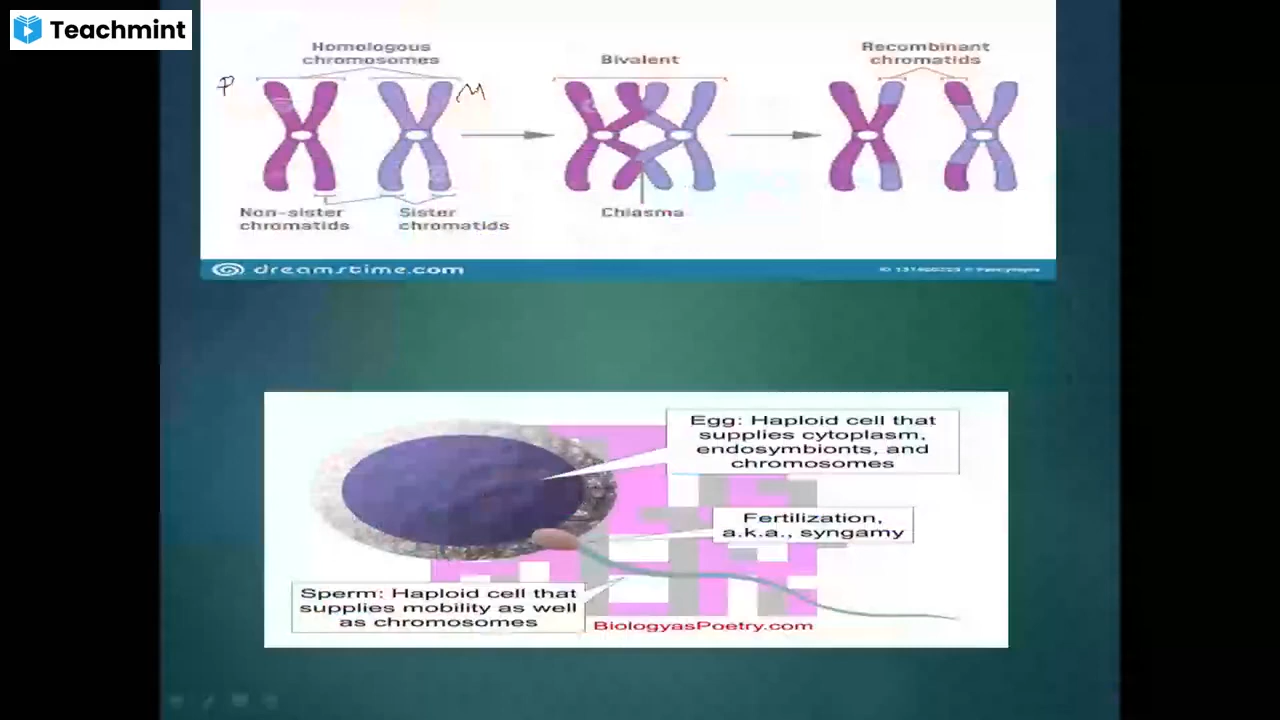 Teachmint
Homologous
chromosomes
Bivalent
Recombinant
chromatids
P
M
Non-sister
chromatids
Sister
chromatids
Chiasma
dreamstime.com
Egg: Haploid cell that
supplies cytoplasm,
endosymbionts, and
chromosomes
Fertilization,
a.k.a., syngamy
Sperm: Haploid cell that
supplies mobility as well
as chromosomes
BiologyasPoetry.com